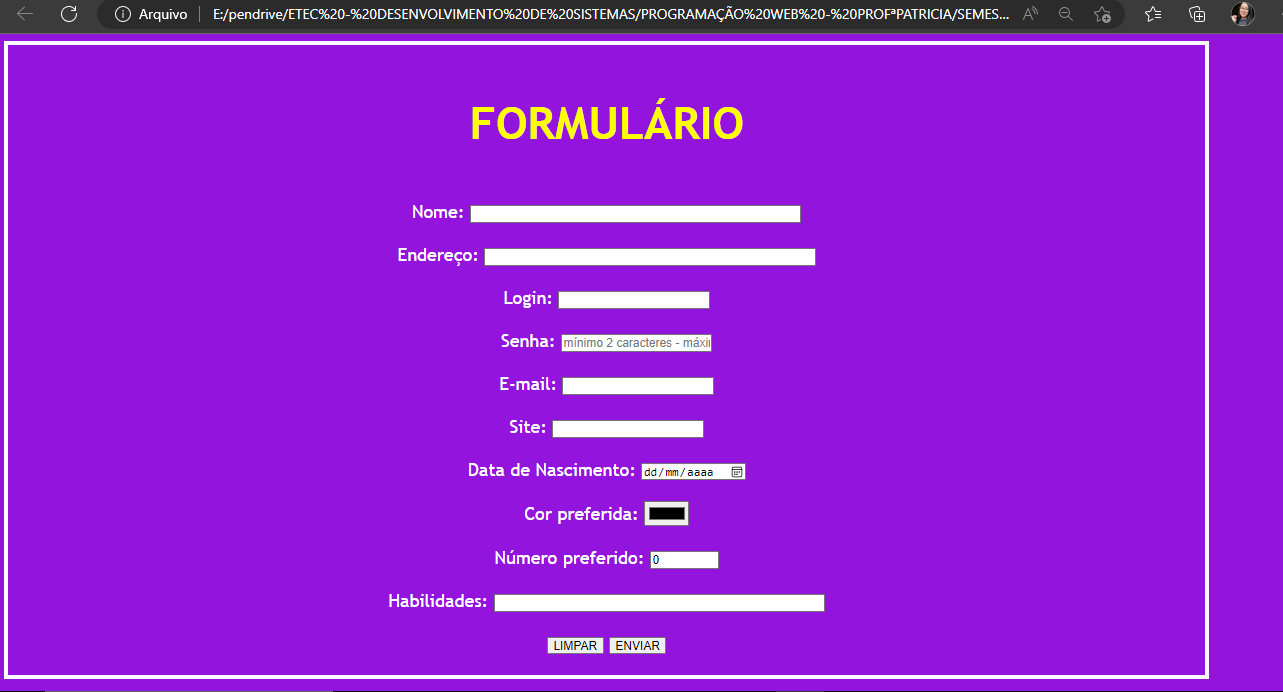 Arquivo E:/pendrive/ETEC%20-%20DESENVOLVIMENTO%20DE%20SISTEMAS/PROGRAMAÇÃO%20WEB%20-%20PROFªPATRICIA/SEMES...
FORMULÁRIO
Nome:
Endereço:
Login:
Senha: mínimo 2 caracteres - máxi
E-mail:
Site:
Data de Nascimento: dd/mm/aaaa
Cor preferida:
Número preferido: 0
Habilidades:
LIMPAR ENVIAR